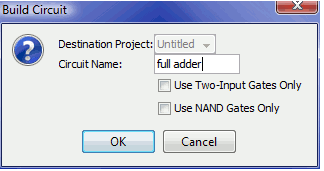 Build Circuit
Destination Project: Untitled
Circuit Name: full adder
Use Two-Input Gates Only
Use NAND Gates Only
OK Cancel